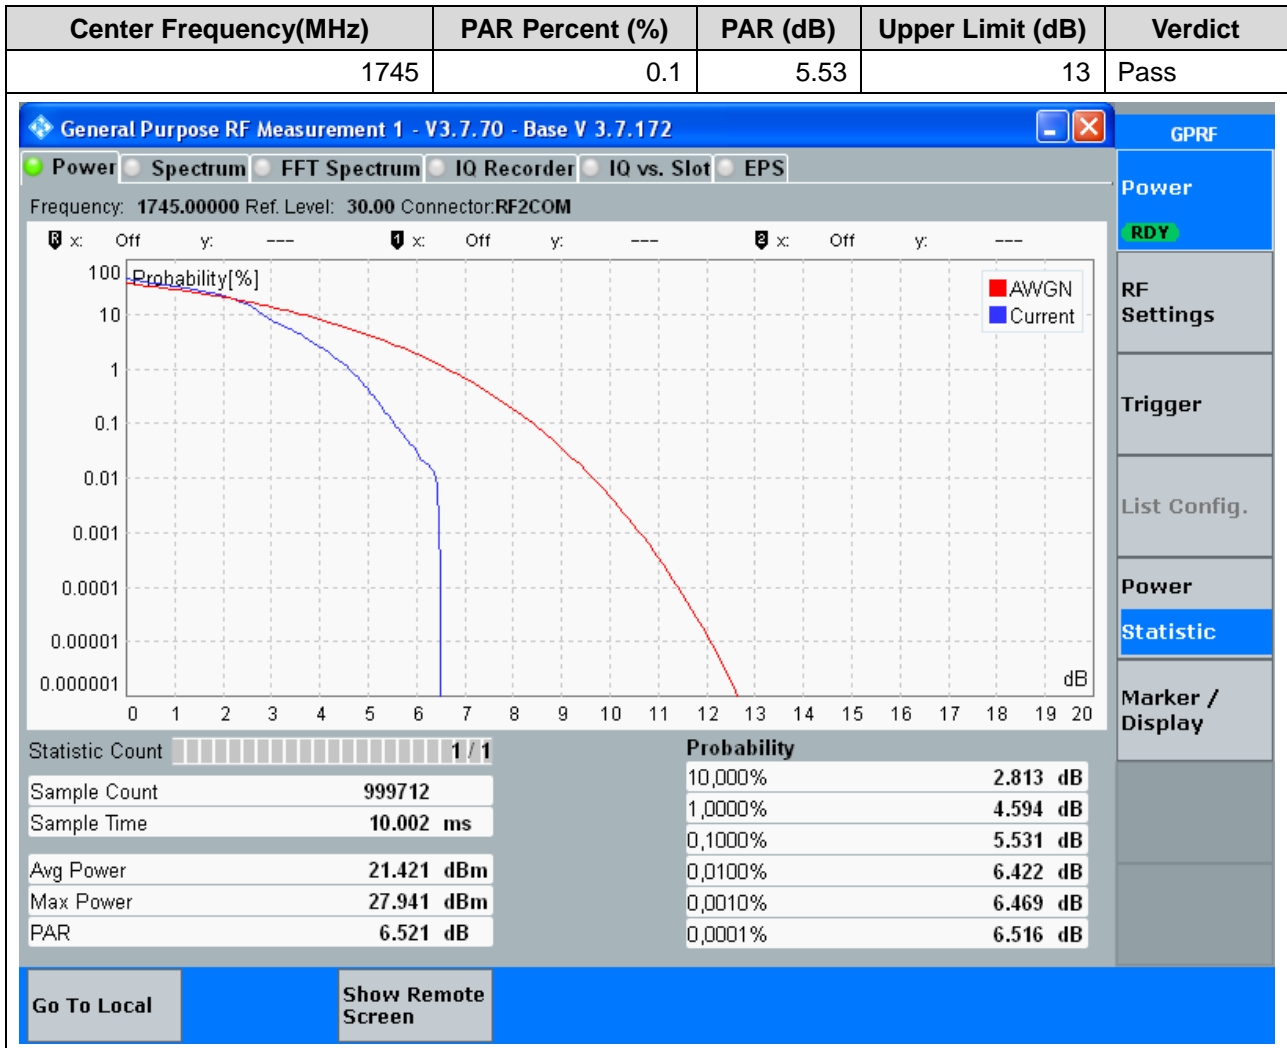 Center Frequency(MHz) PAR Percent (%) PAR (dB) Upper Limit (dB) Verdict
1745 0.1 5.53 13 Pass
General Purpose RF Measurement 1 - V3.7.70 - Base V 3.7.172
GPRF
Power Spectrum FFT Spectrum IQ Recorder IQ vs. Slot EPS
Frequency: 1745.00000 Ref. Level: 30.00 Connector:RF2COM
R x: Off y: --- 1 x: Off y: --- 2 x: Off y: ---
Probability[%]
AWGN
Current
100
10
1
0.1
0.01
0.001
0.0001
0.00001
0.000001
dB
0 1 2 3 4 5 6 7 8 9 10 11 12 13 14 15 16 17 18 19 20
Statistic Count 1 / 1
Sample Count 999712
Sample Time 10.002 ms
Avg Power 21.421 dBm
Max Power 27.941 dBm
PAR 6.521 dB
Probability
10,000% 2.813 dB
1,0000% 4.594 dB
0,1000% 5.531 dB
0,0100% 6.422 dB
0,0010% 6.469 dB
0,0001% 6.516 dB
Power
RDY
RF
Settings
Trigger
List Config.
Power
Statistic
Marker /
Display
Go To Local
Show Remote
Screen